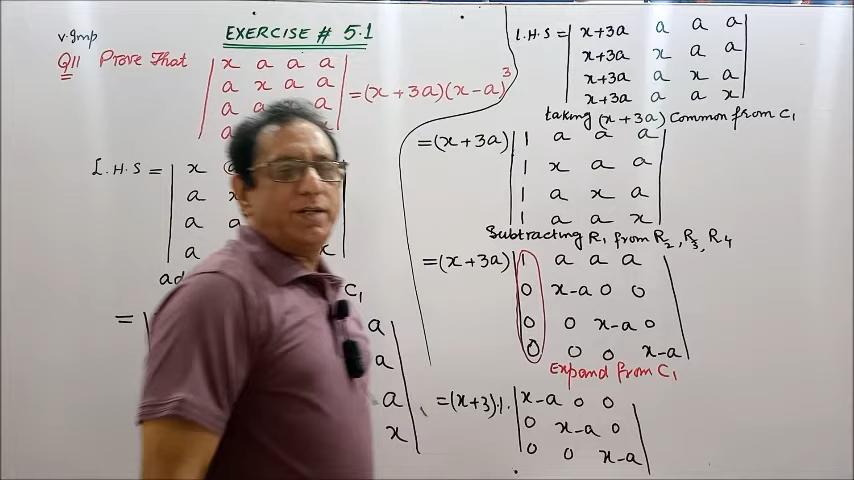 EXERCISE # 5.1
V. Imp
Q11 Prove That
| x a a a |
| a x a a | = (x + 3a)(x - a)³
| a a a |
| a
L.H.S = | x a
a x
a
a x |
ad C₁
= | a |
a
a
x |
L.H.S = | x+3a a a a |
| x+3a x a a |
| x+3a a x a |
| x+3a a a x |
taking (x + 3a) Common from C₁
= (x + 3a) | 1 a a a |
| 1 x a a |
| 1 a x a |
| 1 a a x |
Subtracting R₁ from R₂, R₃, R₄
= (x + 3a) | 1 a a a |
| 0 x-a 0 0 |
| 0 0 x-a 0 |
| 0 0 0 x-a |
Expand from C₁
= (x + 3).1. | x-a 0 0 |
| 0 x-a 0 |
| 0 0 x-a |